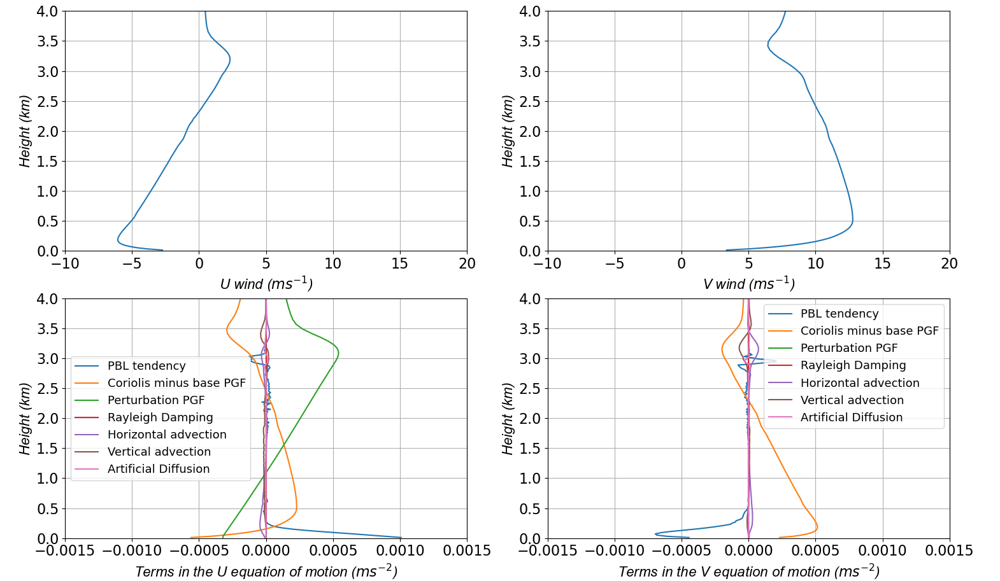 4.0
3.5
3.0
2.5
2.0
1.5
1.0
0.5
0.0
Height (km)
−10 −5 0 5 10 15 20
U wind (ms⁻¹)
4.0
3.5
3.0
2.5
2.0
1.5
1.0
0.5
0.0
Height (km)
−10 −5 0 5 10 15 20
V wind (ms⁻¹)
4.0
3.5
3.0
2.5
2.0
1.5
1.0
0.5
0.0
Height (km)
PBL tendency
Coriolis minus base PGF
Perturbation PGF
Rayleigh Damping
Horizontal advection
Vertical advection
Artificial Diffusion
−0.0015 −0.0010 −0.0005 0.0000 0.0005 0.0010 0.0015
Terms in the U equation of motion (ms⁻²)
4.0
3.5
3.0
2.5
2.0
1.5
1.0
0.5
0.0
Height (km)
PBL tendency
Coriolis minus base PGF
Perturbation PGF
Rayleigh Damping
Horizontal advection
Vertical advection
Artificial Diffusion
−0.0015 −0.0010 −0.0005 0.0000 0.0005 0.0010 0.0015
Terms in the V equation of motion (ms⁻²)